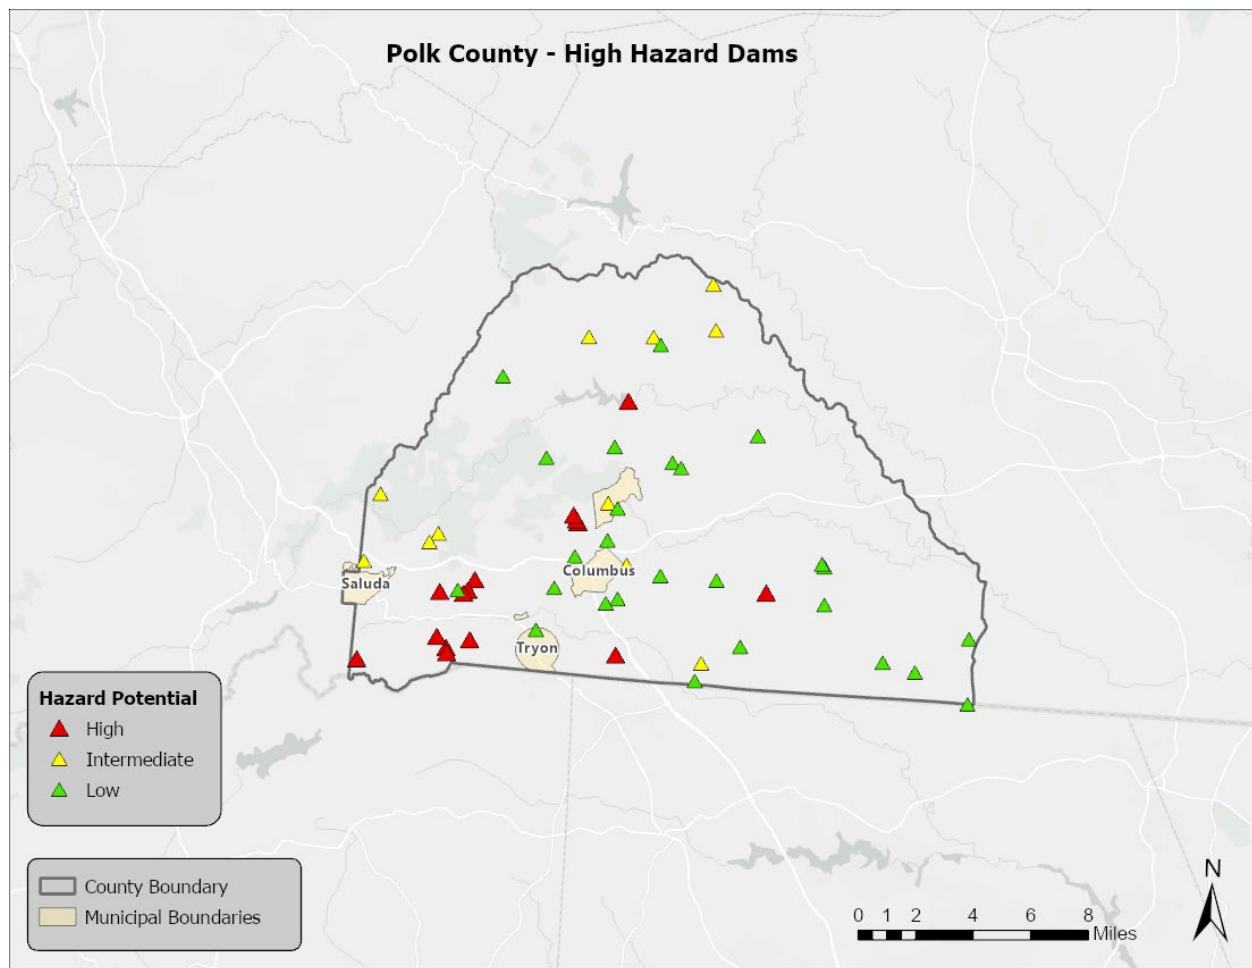 Polk County - High Hazard Dams
Columbus
Saluda
Tryon
Hazard Potential
High
Intermediate
Low
County Boundary
Municipal Boundaries
0 1 2 4 6 8
Miles
N